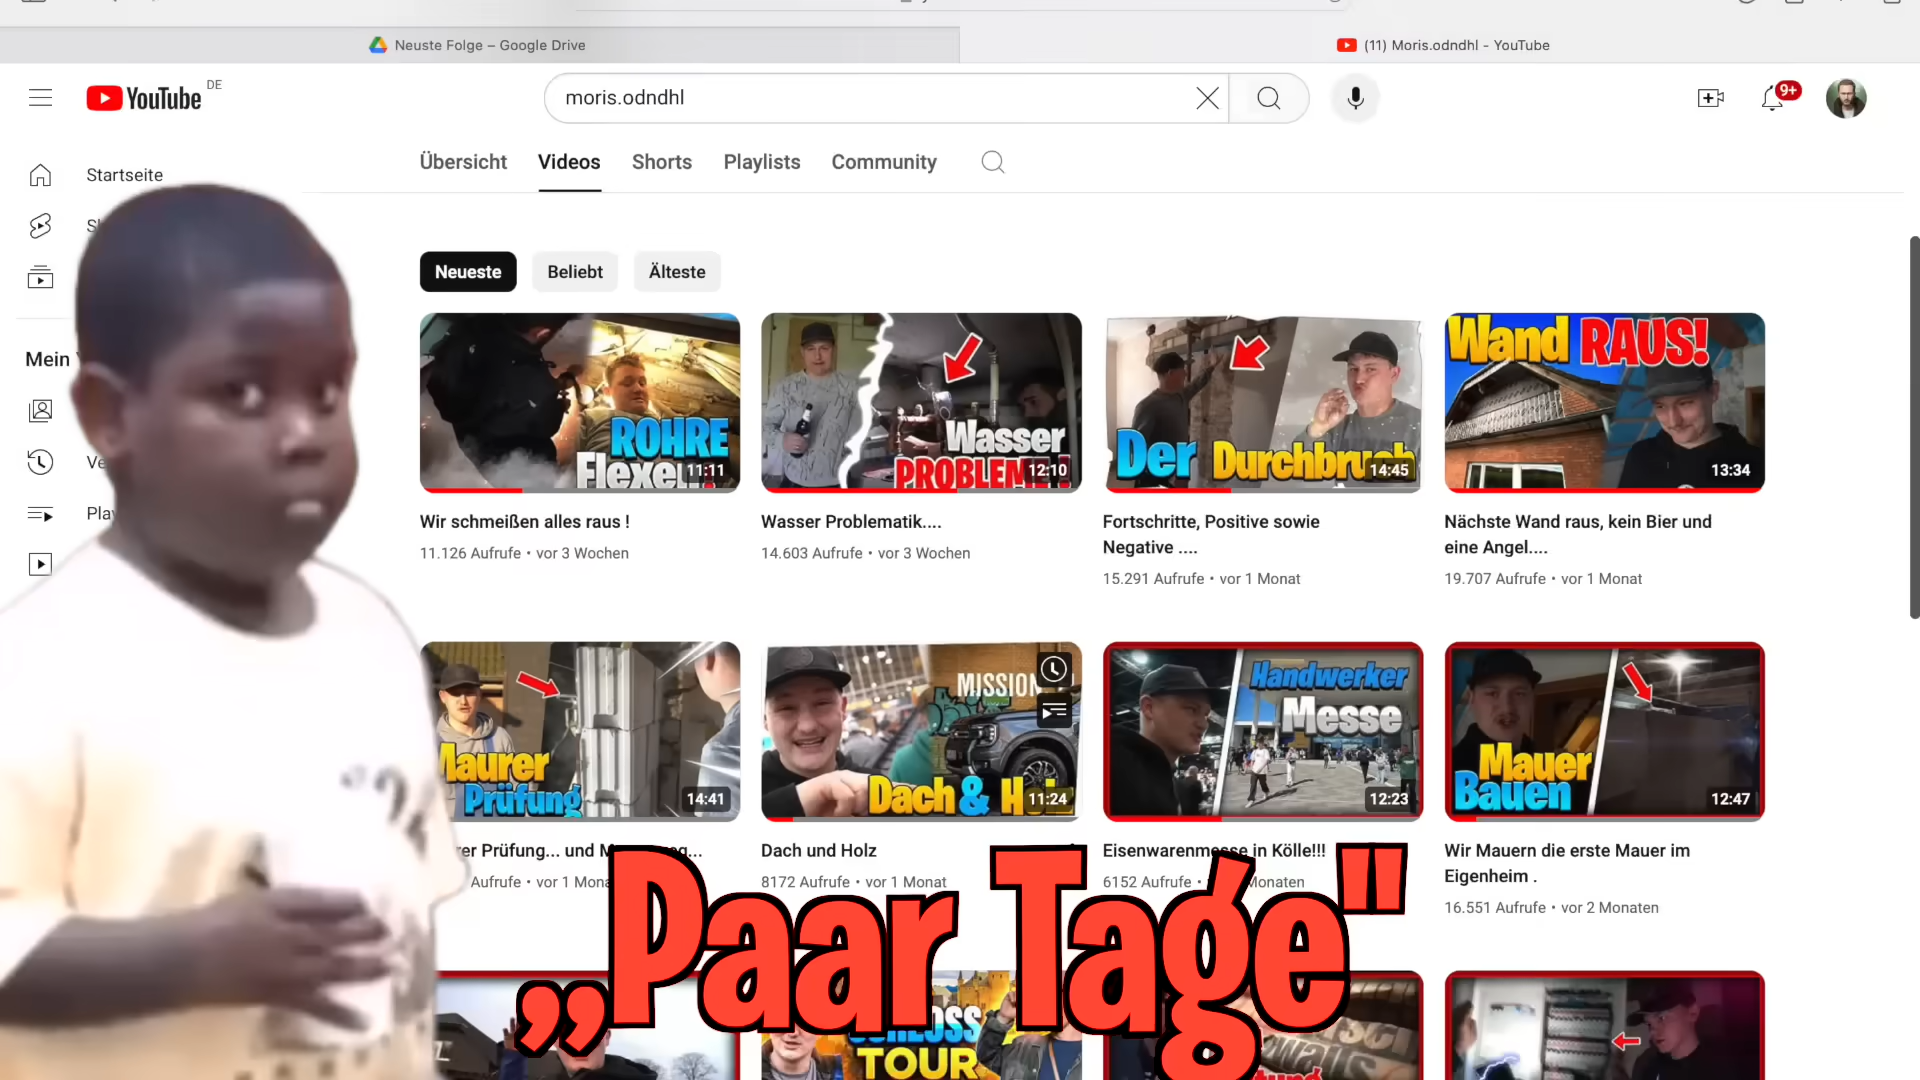 Neuste Folge – Google Drive
(11) Moris.odndhl - YouTube
YouTube DE
moris.odndhl
9+
Übersicht Videos Shorts Playlists Community
Startseite
Mein
Neueste Beliebt Älteste
ROHRE
Flexen
11:11
Wasser
PROBLEM
12:10
Der Durchbruch
14:45
Wand RAUS!
13:34
Wir schmeißen alles raus !
11.126 Aufrufe • vor 3 Wochen
Wasser Problematik....
14.603 Aufrufe • vor 3 Wochen
Fortschritte, Positive sowie
Negative ....
15.291 Aufrufe • vor 1 Monat
Nächste Wand raus, kein Bier und
eine Angel....
19.707 Aufrufe • vor 1 Monat
Maurer
Prüfung
14:41
MISSION
Dach & H
11:24
Handwerker
Messe
12:23
Mauer
Bauen
12:47
Prüfung... und
Aufrufe • vor 1
Dach und Holz
8172 Aufrufe • vor 1 Monat
Eisenwarenmesse in Kölle!!!
6152 Aufrufe
Monaten
Wir Mauern die erste Mauer im
Eigenheim .
16.551 Aufrufe • vor 2 Monaten
„Paar Tage"
TOUR